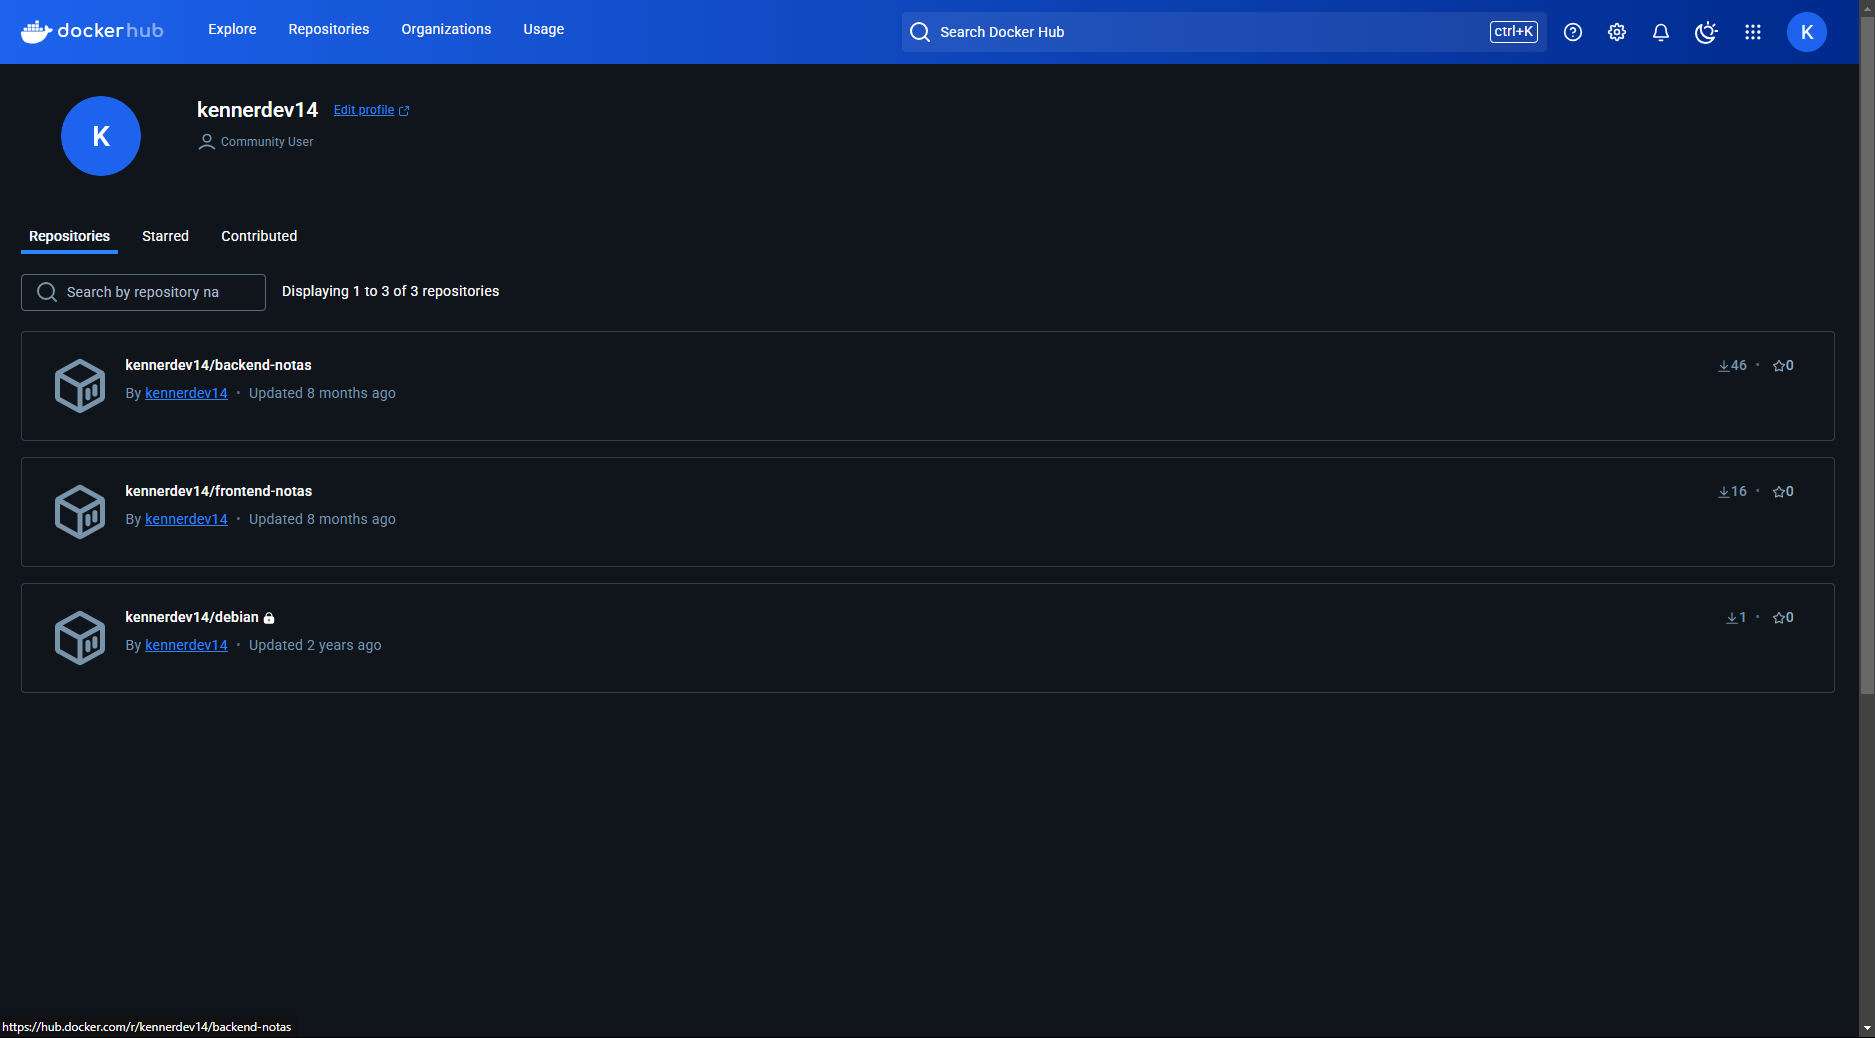 dockerhub Explore Repositories Organizations Usage Search Docker Hub ctrl+K K
K
kennerdev14 Edit profile
Community User
Repositories Starred Contributed
Search by repository na Displaying 1 to 3 of 3 repositories
kennerdev14/backend-notas 46 • 0
By kennerdev14 • Updated 8 months ago
kennerdev14/frontend-notas 16 • 0
By kennerdev14 • Updated 8 months ago
kennerdev14/debian 1 • 0
By kennerdev14 • Updated 2 years ago
https://hub.docker.com/r/kennerdev14/backend-notas